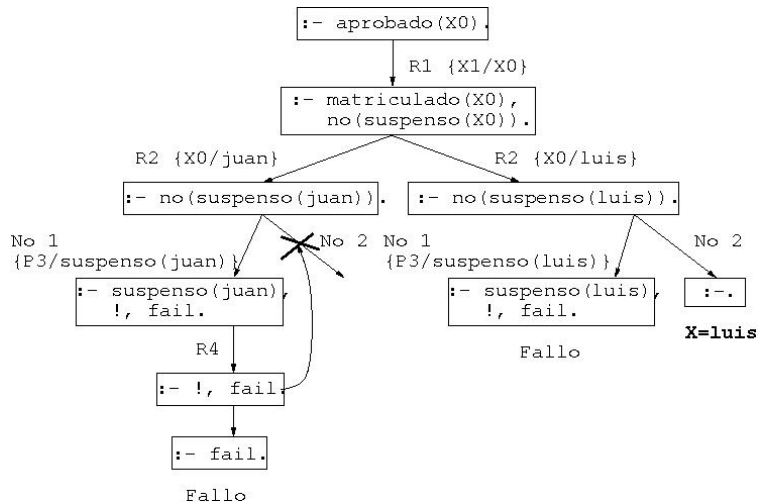 :- aprobado(X0).
R1 {X1/X0}
:- matriculado(X0),
no(suspenso(X0)).
R2 {X0/juan}
R2 {X0/luis}
:- no(suspenso(juan)).
:- no(suspenso(luis)).
No 1
{P3/suspenso(juan)}
No 2
No 1
{P3/suspenso(luis)}
No 2
:- suspenso(juan),
!, fail.
:- suspenso(luis),
!, fail.
:-.
X=luis
R4
Fallo
:- !, fail.
:- fail.
Fallo